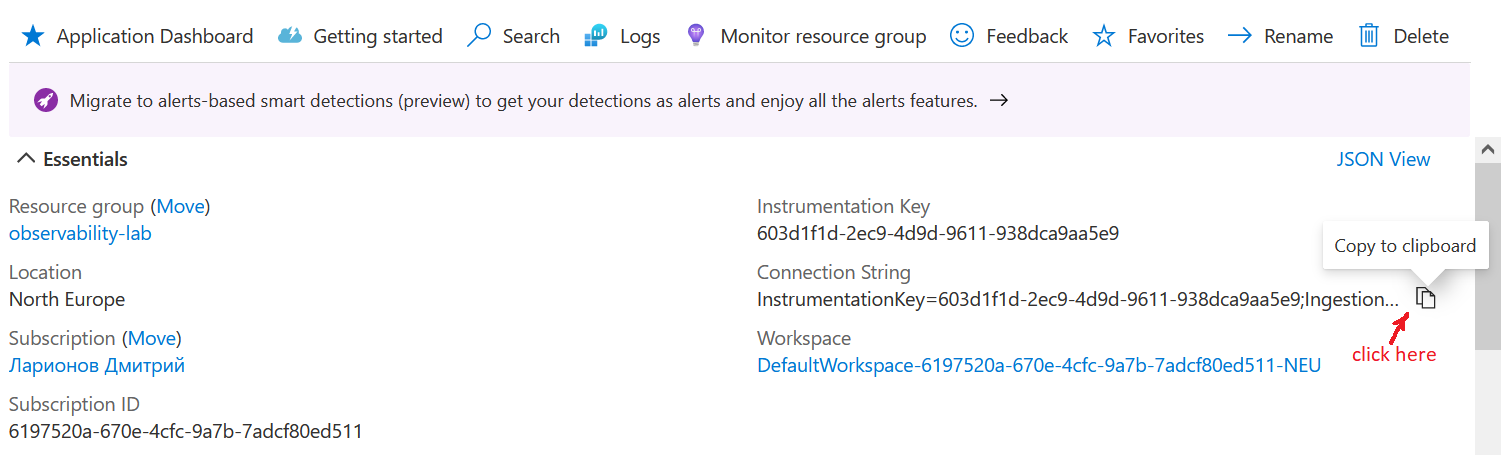 Application Dashboard Getting started Search Logs Monitor resource group Feedback Favorites Rename Delete
Migrate to alerts-based smart detections (preview) to get your detections as alerts and enjoy all the alerts features.
Essentials
JSON View
Resource group (Move)
observability-lab
Location
North Europe
Subscription (Move)
Ларионов Дмитрий
Subscription ID
6197520a-670e-4cfc-9a7b-7adcf80ed511
Instrumentation Key
603d1f1d-2ec9-4d9d-9611-938dca9aa5e9
Copy to clipboard
Connection String
InstrumentationKey=603d1f1d-2ec9-4d9d-9611-938dca9aa5e9;Ingestion...
click here
Workspace
DefaultWorkspace-6197520a-670e-4cfc-9a7b-7adcf80ed511-NEU